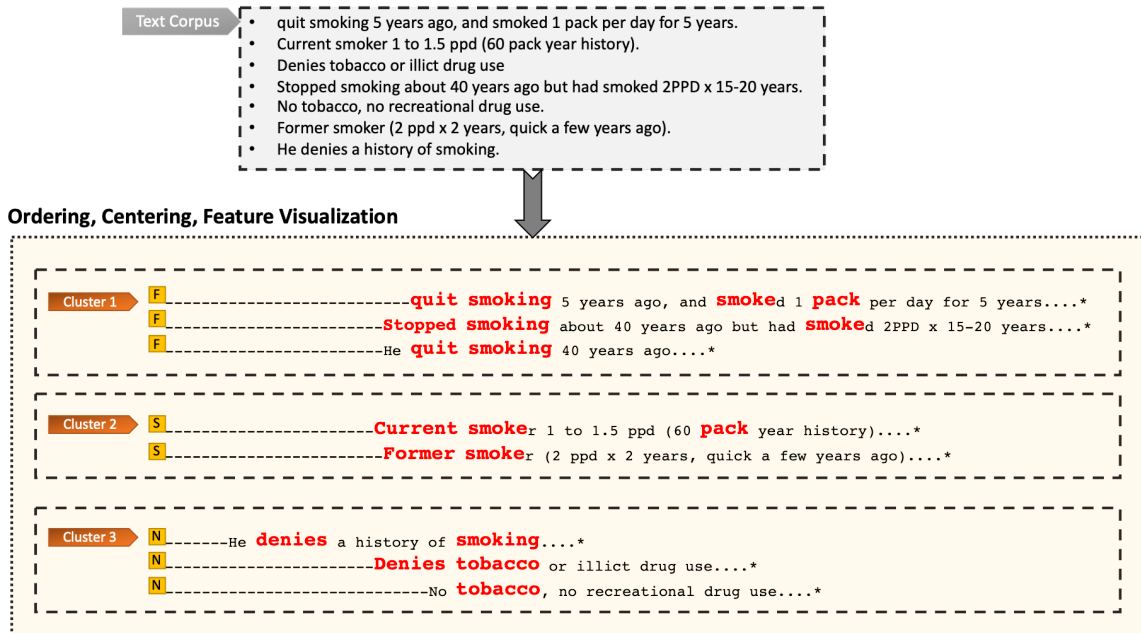 Text Corpus
• quit smoking 5 years ago, and smoked 1 pack per day for 5 years.
• Current smoker 1 to 1.5 ppd (60 pack year history).
• Denies tobacco or illict drug use
• Stopped smoking about 40 years ago but had smoked 2PPD x 15-20 years.
• No tobacco, no recreational drug use.
• Former smoker (2 ppd x 2 years, quick a few years ago).
• He denies a history of smoking.
Ordering, Centering, Feature Visualization
Cluster 1
F---------------------------quit smoking 5 years ago, and smoked 1 pack per day for 5 years....*
F------------------------Stopped smoking about 40 years ago but had smoked 2PPD x 15-20 years....*
F------------------------He quit smoking 40 years ago....*
Cluster 2
S-----------------------Current smoker 1 to 1.5 ppd (60 pack year history)....*
S------------------------Former smoker (2 ppd x 2 years, quick a few years ago)....*
Cluster 3
N-------He denies a history of smoking....*
N-----------------------Denies tobacco or illict drug use....*
N-----------------------------No tobacco, no recreational drug use....*